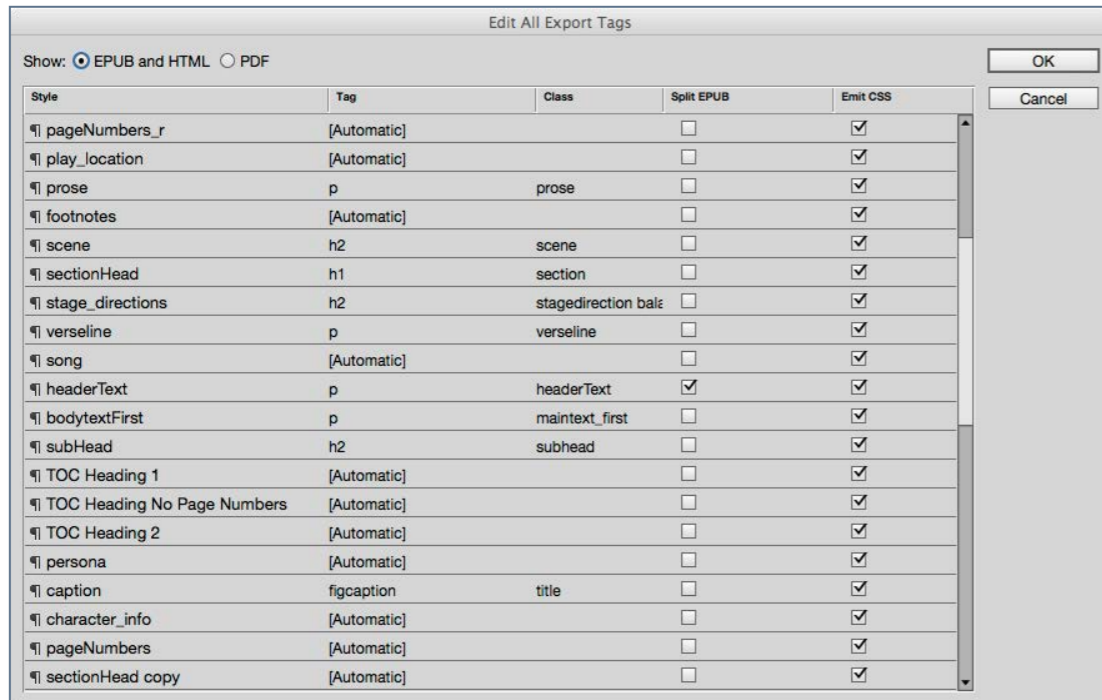 Edit All Export Tags
Show: EPUB and HTML PDF OK
Style Tag Class Split EPUB Emit CSS Cancel
¶ pageNumbers_r [Automatic]
¶ play_location [Automatic]
¶ prose p prose
¶ footnotes [Automatic]
¶ scene h2 scene
¶ sectionHead h1 section
¶ stage_directions h2 stagedirection bala
¶ verseline p verseline
¶ song [Automatic]
¶ headerText p headerText
¶ bodytextFirst p maintext_first
¶ subHead h2 subhead
¶ TOC Heading 1 [Automatic]
¶ TOC Heading No Page Numbers [Automatic]
¶ TOC Heading 2 [Automatic]
¶ persona [Automatic]
¶ caption figcaption title
¶ character_info [Automatic]
¶ pageNumbers [Automatic]
¶ sectionHead copy [Automatic]